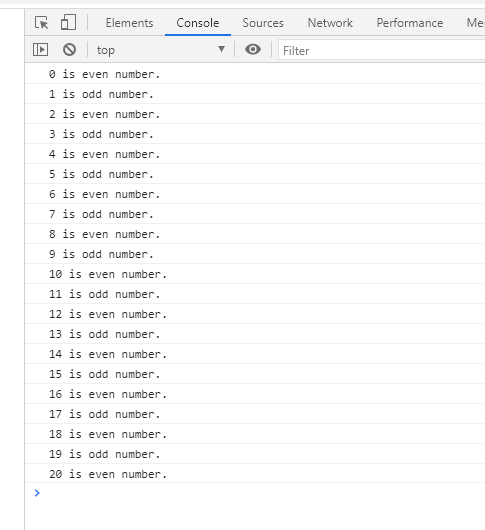 Elements Console Sources Network Performance Me
top Filter
0 is even number.
1 is odd number.
2 is even number.
3 is odd number.
4 is even number.
5 is odd number.
6 is even number.
7 is odd number.
8 is even number.
9 is odd number.
10 is even number.
11 is odd number.
12 is even number.
13 is odd number.
14 is even number.
15 is odd number.
16 is even number.
17 is odd number.
18 is even number.
19 is odd number.
20 is even number.